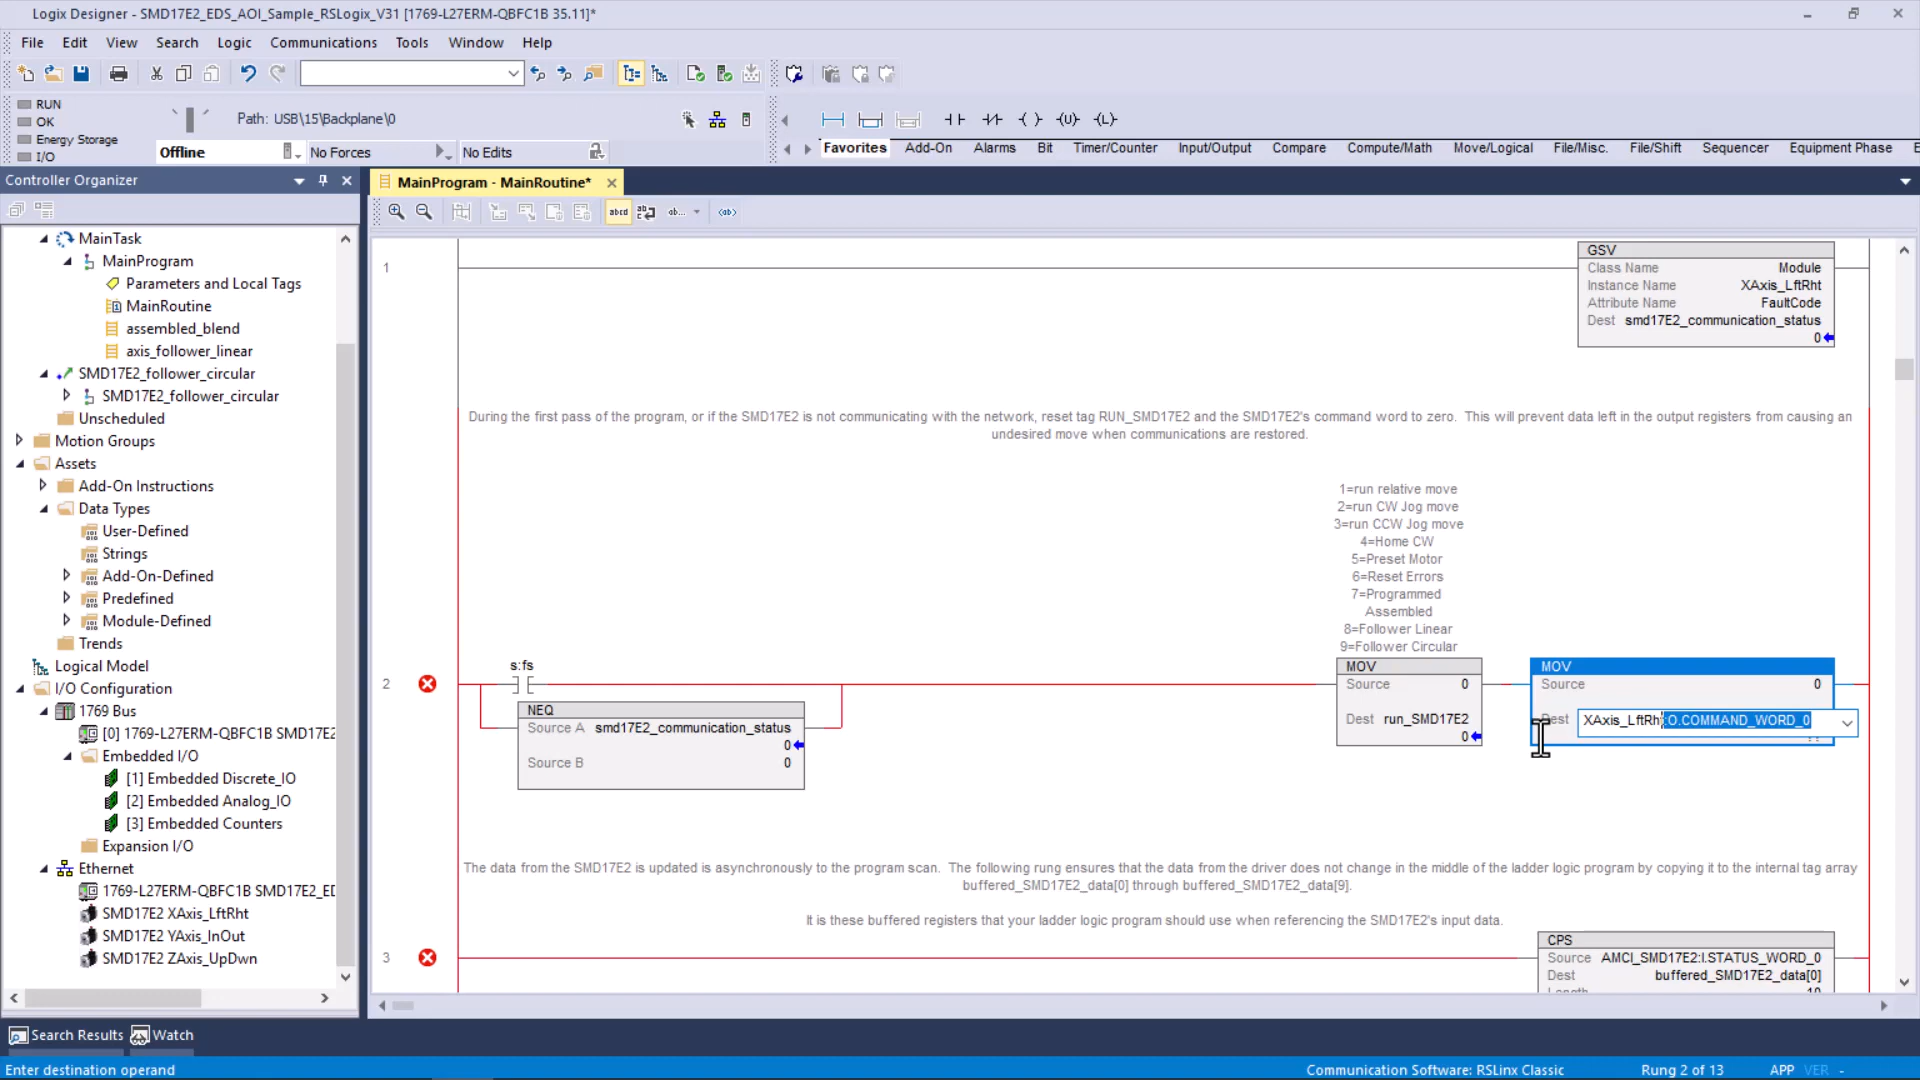 Logix Designer - SMD17E2_EDS_AOI_Sample_RSLogix_V31 [1769-L27ERM-QBFC1B 35.11]*
File Edit View Search Logic Communications Tools Window Help
RUN
OK
Energy Storage
I/O
Path: USB\15\Backplane\0
Offline
No Forces
No Edits
Favorites Add-On Alarms Bit Timer/Counter Input/Output Compare Compute/Math Move/Logical File/Misc. File/Shift Sequencer Equipment Phase
Controller Organizer
MainProgram - MainRoutine*
MainTask
MainProgram
Parameters and Local Tags
MainRoutine
assembled_blend
axis_follower_linear
SMD17E2_follower_circular
SMD17E2_follower_circular
Unscheduled
Motion Groups
Assets
Add-On Instructions
Data Types
User-Defined
Strings
Add-On-Defined
Predefined
Module-Defined
Trends
Logical Model
I/O Configuration
1769 Bus
[0] 1769-L27ERM-QBFC1B SMD17E2
Embedded I/O
[1] Embedded Discrete_IO
[2] Embedded Analog_IO
[3] Embedded Counters
Expansion I/O
Ethernet
1769-L27ERM-QBFC1B SMD17E2_ED
SMD17E2 XAxis_LftRht
SMD17E2 YAxis_InOut
SMD17E2 ZAxis_UpDwn
1
GSV
Class Name Module
Instance Name XAxis_LftRht
Attribute Name FaultCode
Dest smd17E2_communication_status
0
During the first pass of the program, or if the SMD17E2 is not communicating with the network, reset tag RUN_SMD17E2 and the SMD17E2's command word to zero. This will prevent data left in the output registers from causing an
undesired move when communications are restored.
1=run relative move
2=run CW Jog move
3=run CCW Jog move
4=Home CW
5=Preset Motor
6=Reset Errors
7=Programmed
Assembled
8=Follower Linear
9=Follower Circular
2
s:fs
NEQ
Source A smd17E2_communication_status
0
Source B 0
MOV
Source 0
Dest run_SMD17E2
0
MOV
Source 0
Dest XAxis_LftRh:O.COMMAND_WORD_0
The data from the SMD17E2 is updated is asynchronously to the program scan. The following rung ensures that the data from the driver does not change in the middle of the ladder logic program by copying it to the internal tag array
buffered_SMD17E2_data[0] through buffered_SMD17E2_data[9].
It is these buffered registers that your ladder logic program should use when referencing the SMD17E2's input data.
3
CPS
Source AMCI_SMD17E2:I.STATUS_WORD_0
Dest buffered_SMD17E2_data[0]
Length 10
Search Results Watch
Enter destination operand
Communication Software: RSLinx Classic
Rung 2 of 13
APP VER